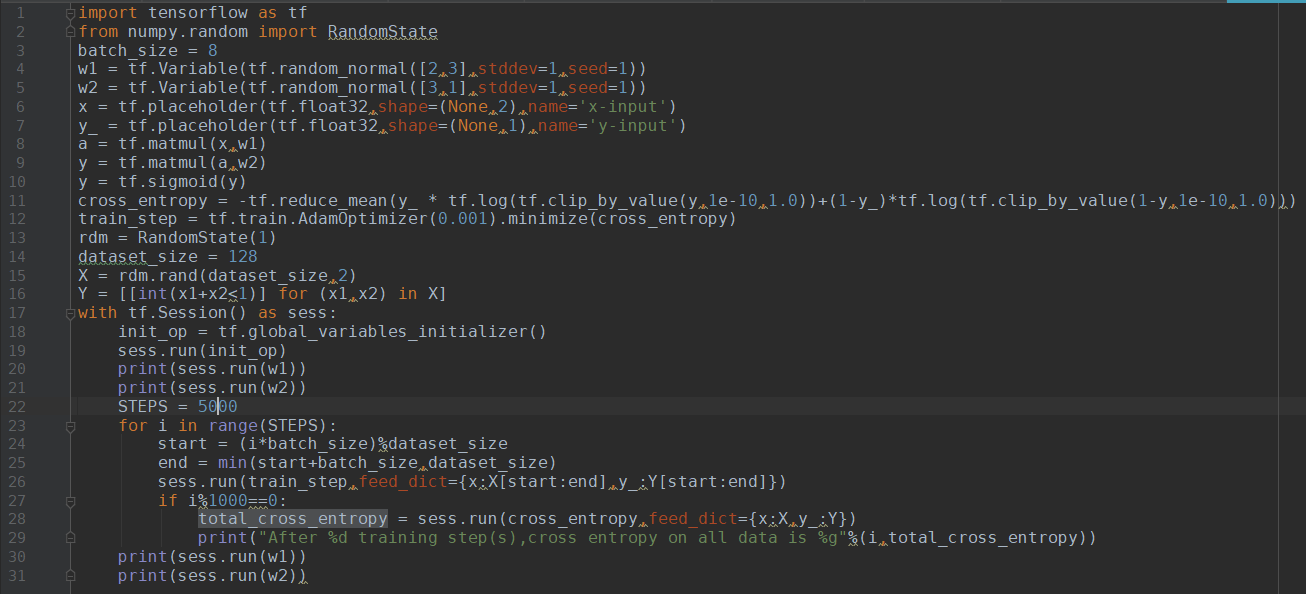 1 import tensorflow as tf
2 from numpy.random import RandomState
3 batch_size = 8
4 w1 = tf.Variable(tf.random_normal([2,3],stddev=1,seed=1))
5 w2 = tf.Variable(tf.random_normal([3,1],stddev=1,seed=1))
6 x = tf.placeholder(tf.float32,shape=(None,2),name='x-input')
7 y_ = tf.placeholder(tf.float32,shape=(None,1),name='y-input')
8 a = tf.matmul(x,w1)
9 y = tf.matmul(a,w2)
10 y = tf.sigmoid(y)
11 cross_entropy = -tf.reduce_mean(y_ * tf.log(tf.clip_by_value(y,1e-10,1.0))+(1-y_)*tf.log(tf.clip_by_value(1-y,1e-10,1.0)))
12 train_step = tf.train.AdamOptimizer(0.001).minimize(cross_entropy)
13 rdm = RandomState(1)
14 dataset_size = 128
15 X = rdm.rand(dataset_size,2)
16 Y = [[int(x1+x2<1)] for (x1,x2) in X]
17 with tf.Session() as sess:
18     init_op = tf.global_variables_initializer()
19     sess.run(init_op)
20     print(sess.run(w1))
21     print(sess.run(w2))
22     STEPS = 5000
23     for i in range(STEPS):
24         start = (i*batch_size)%dataset_size
25         end = min(start+batch_size,dataset_size)
26         sess.run(train_step,feed_dict={x:X[start:end],y_:Y[start:end]})
27         if i%1000==0:
28             total_cross_entropy = sess.run(cross_entropy,feed_dict={x:X,y_:Y})
29             print("After %d training step(s),cross entropy on all data is %g"%(i,total_cross_entropy))
30     print(sess.run(w1))
31     print(sess.run(w2))